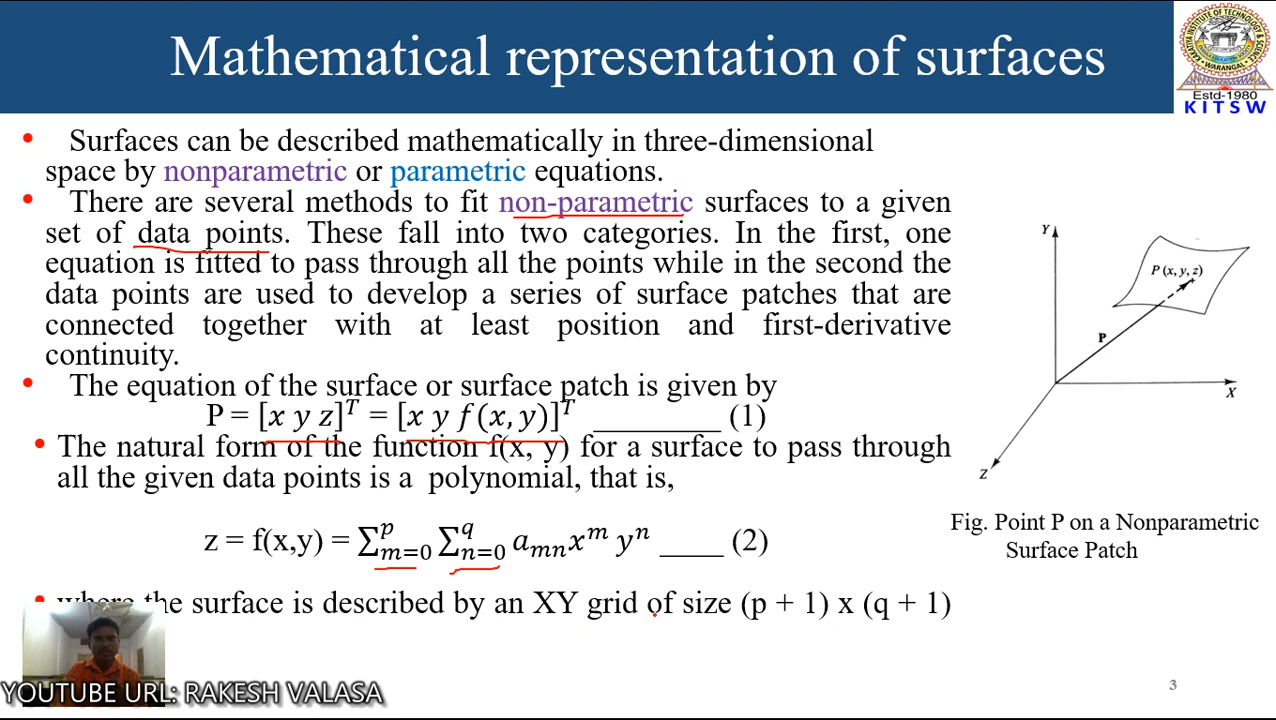 Mathematical representation of surfaces
Estd-1980
K I T S W
• Surfaces can be described mathematically in three-dimensional
space by nonparametric or parametric equations.
• There are several methods to fit non-parametric surfaces to a given
set of data points. These fall into two categories. In the first, one
equation is fitted to pass through all the points while in the second the
data points are used to develop a series of surface patches that are
connected together with at least position and first-derivative
continuity.
• The equation of the surface or surface patch is given by
P = [x y z]^T = [x y f(x, y)]^T _________ (1)
• The natural form of the function f(x, y) for a surface to pass through
all the given data points is a polynomial, that is,
z = f(x,y) = ∑_{m=0}^{p} ∑_{n=0}^{q} a_{mn} x^m y^n ____ (2)
• where the surface is described by an XY grid of size (p + 1) x (q + 1)
Y
P (x, y, z)
P
X
Z
Fig. Point P on a Nonparametric
Surface Patch
YOUTUBE URL: RAKESH VALASA
3